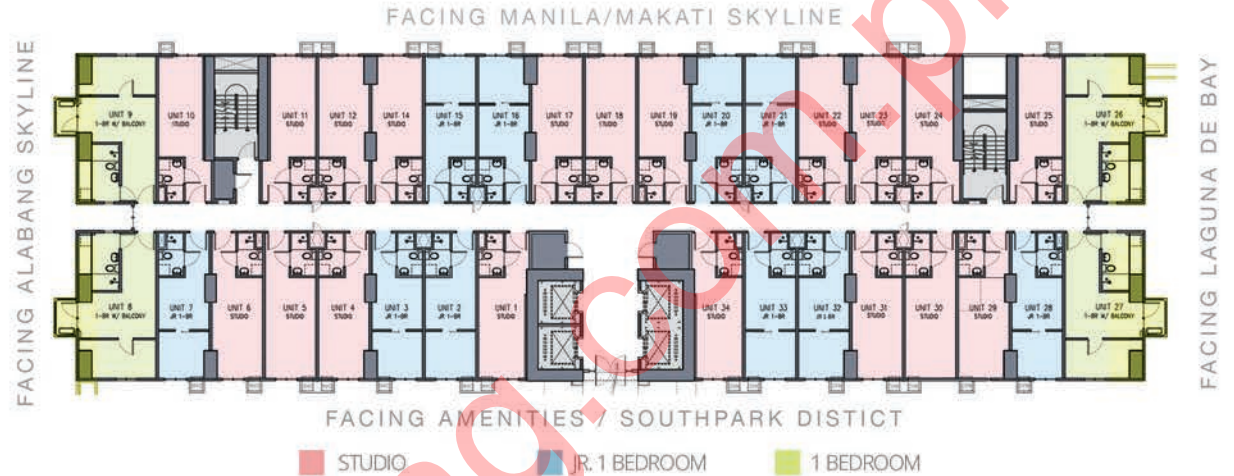 FACING MANILA/MAKATI SKYLINE
FACING ALABANG SKYLINE
FACING LAGUNA DE BAY
UNIT 9
1-BR W/ BALCONY
UNIT 10
STUDIO
UNIT 11
STUDIO
UNIT 12
STUDIO
UNIT 14
STUDIO
UNIT 15
JR 1-BR
UNIT 16
JR 1-BR
UNIT 17
STUDIO
UNIT 18
STUDIO
UNIT 19
STUDIO
UNIT 20
JR 1-BR
UNIT 21
JR 1-BR
UNIT 22
STUDIO
UNIT 23
STUDIO
UNIT 24
STUDIO
UNIT 25
STUDIO
UNIT 26
1-BR W/ BALCONY
UNIT 8
1-BR W/ BALCONY
UNIT 7
JR 1-BR
UNIT 6
STUDIO
UNIT 5
STUDIO
UNIT 4
STUDIO
UNIT 3
JR 1-BR
UNIT 2
JR 1-BR
UNIT 1
STUDIO
UNIT 34
STUDIO
UNIT 33
JR 1-BR
UNIT 32
JR 1-BR
UNIT 31
STUDIO
UNIT 30
STUDIO
UNIT 29
STUDIO
UNIT 28
JR 1-BR
UNIT 27
1-BR W/ BALCONY
FACING AMENITIES / SOUTHPARK DISTICT
STUDIO
JR. 1 BEDROOM
1 BEDROOM